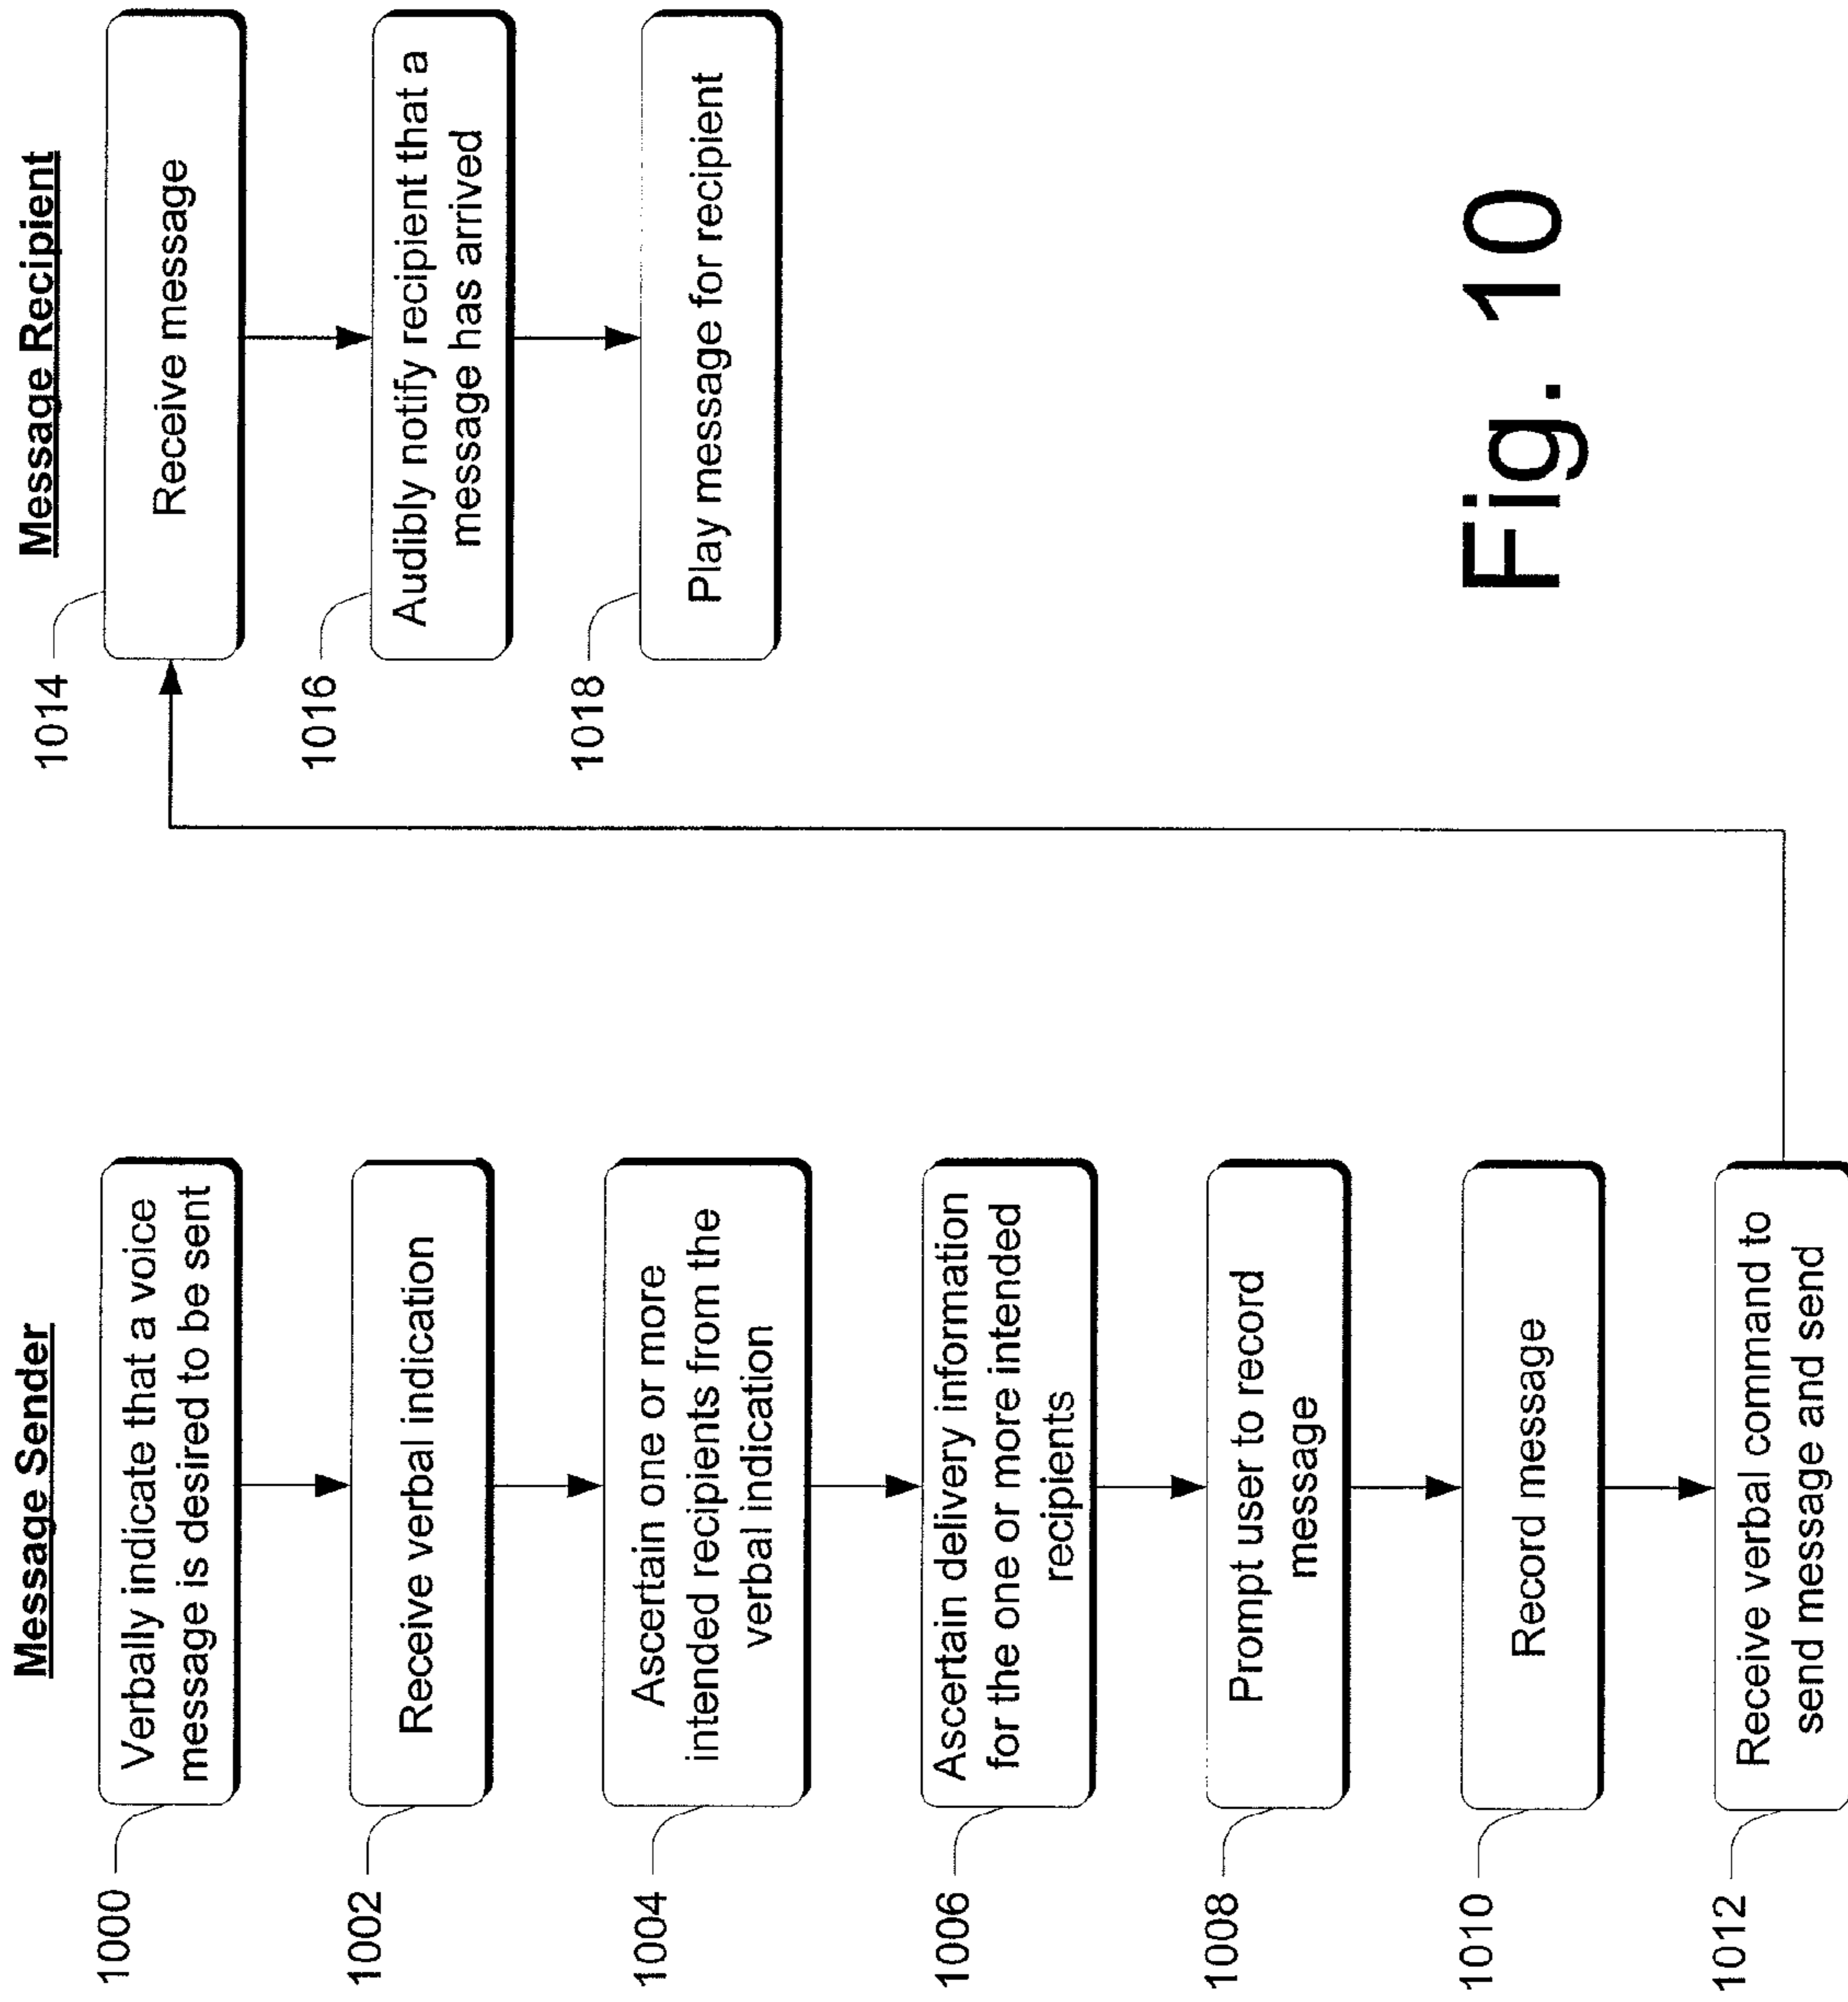 Message Sender
1000
Verbally indicate that a voice
message is desired to be sent
1002
Receive verbal indication
1004
Ascertain one or more
intended recipients from the
verbal indication
1006
Ascertain delivery information
for the one or more intended
recipients
1008
Prompt user to record
message
1010
Record message
1012
Receive verbal command to
send message and send
Message Recipient
1014
Receive message
1016
Audibly notify recipient that a
message has arrived
1018
Play message for recipient
Fig. 10